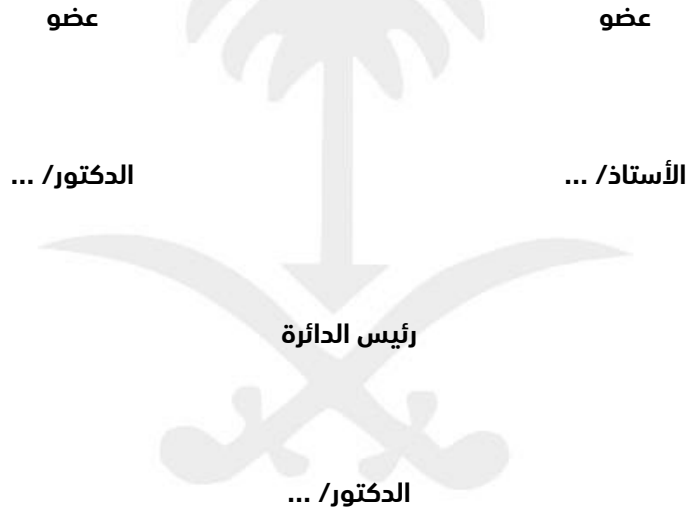 عضو عضو
الأستاذ/ ... الدكتور/ ...
رئيس الدائرة
الدكتور/ ...